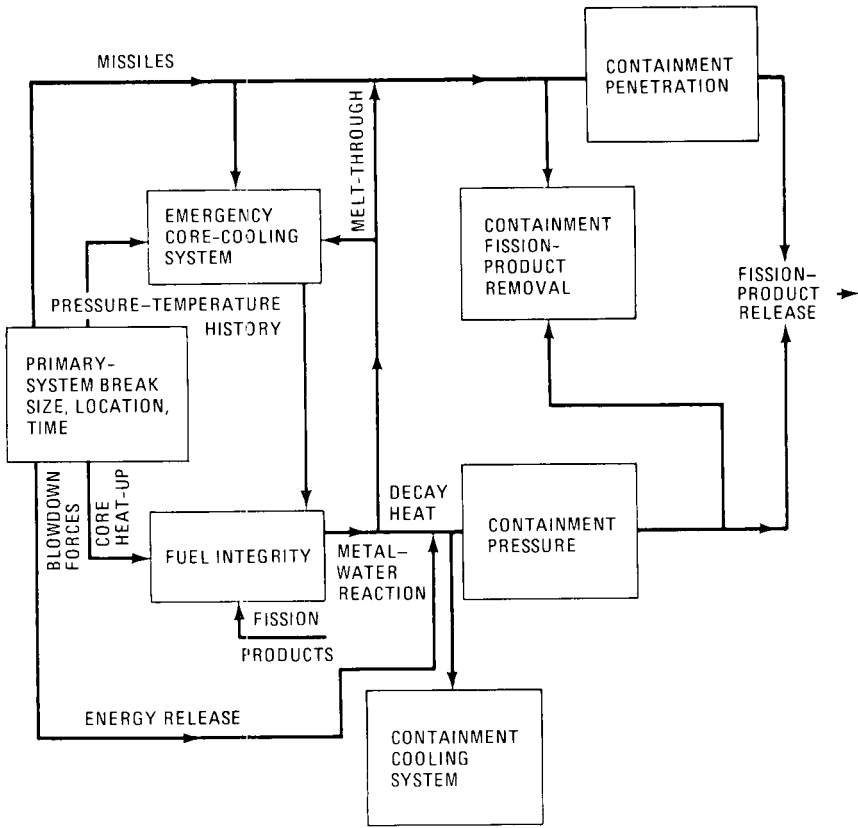 MISSILES
CONTAINMENT
PENETRATION
MELT-THROUGH
EMERGENCY
CORE-COOLING
SYSTEM
CONTAINMENT
FISSION-
PRODUCT
REMOVAL
FISSION-
PRODUCT
RELEASE
PRESSURE-TEMPERATURE
HISTORY
PRIMARY-
SYSTEM BREAK
SIZE, LOCATION,
TIME
BLOWDOWN
FORCES
CORE
HEAT-UP
FUEL INTEGRITY
DECAY
HEAT
METAL-
WATER
REACTION
CONTAINMENT
PRESSURE
FISSION
PRODUCTS
ENERGY RELEASE
CONTAINMENT
COOLING
SYSTEM